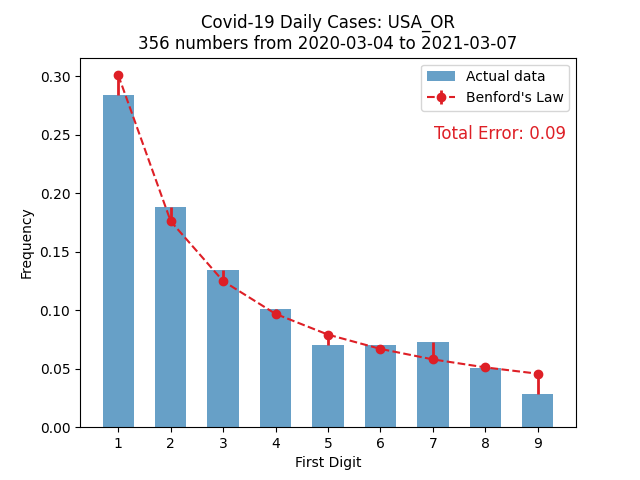 Covid-19 Daily Cases: USA_OR
356 numbers from 2020-03-04 to 2021-03-07
Actual data
Benford's Law
Total Error: 0.09
0.30
0.25
0.20
0.15
0.10
0.05
0.00
Frequency
1 2 3 4 5 6 7 8 9
First Digit